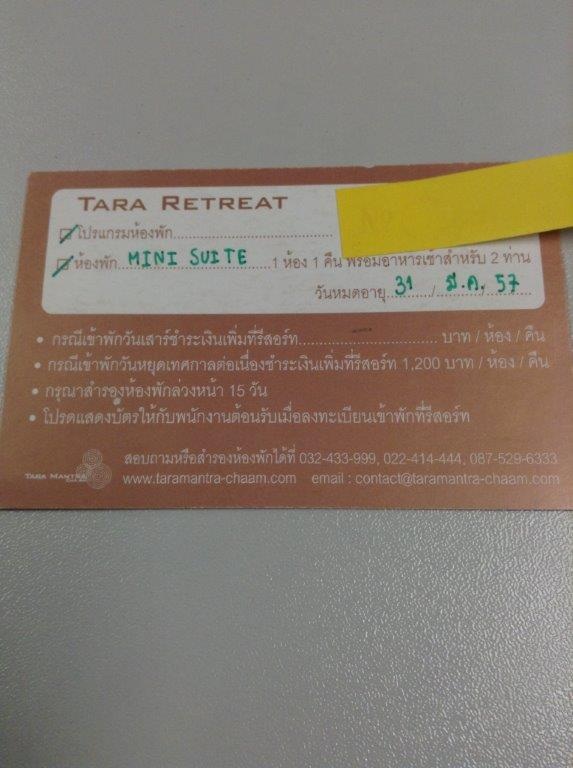 TARA RETREAT
โปรแกรมห้องพัก................................
ห้องพัก MINI SUITE 1 ห้อง 1 คืน พร้อมอาหารเช้าสำหรับ 2 ท่าน
วันหมดอายุ 31 / มี.ค. / 57
• กรณีเข้าพักวันเสาร์ชำระเงินเพิ่มที่รีสอร์ท................................ บาท / ห้อง / คืน
• กรณีเข้าพักวันหยุดเทศกาลต่อเนื่องชำระเงินเพิ่มที่รีสอร์ท 1,200 บาท / ห้อง / คืน
• กรุณาสำรองห้องพักล่วงหน้า 15 วัน
• โปรดแสดงบัตรให้กับพนักงานต้อนรับเมื่อลงทะเบียนเข้าพักที่รีสอร์ท
สอบถามหรือสำรองห้องพักได้ที่ 032-433-999, 022-414-444, 087-529-6333
TARA MANTRA
www.taramantra-chaam.com email : contact@taramantra-chaam.com